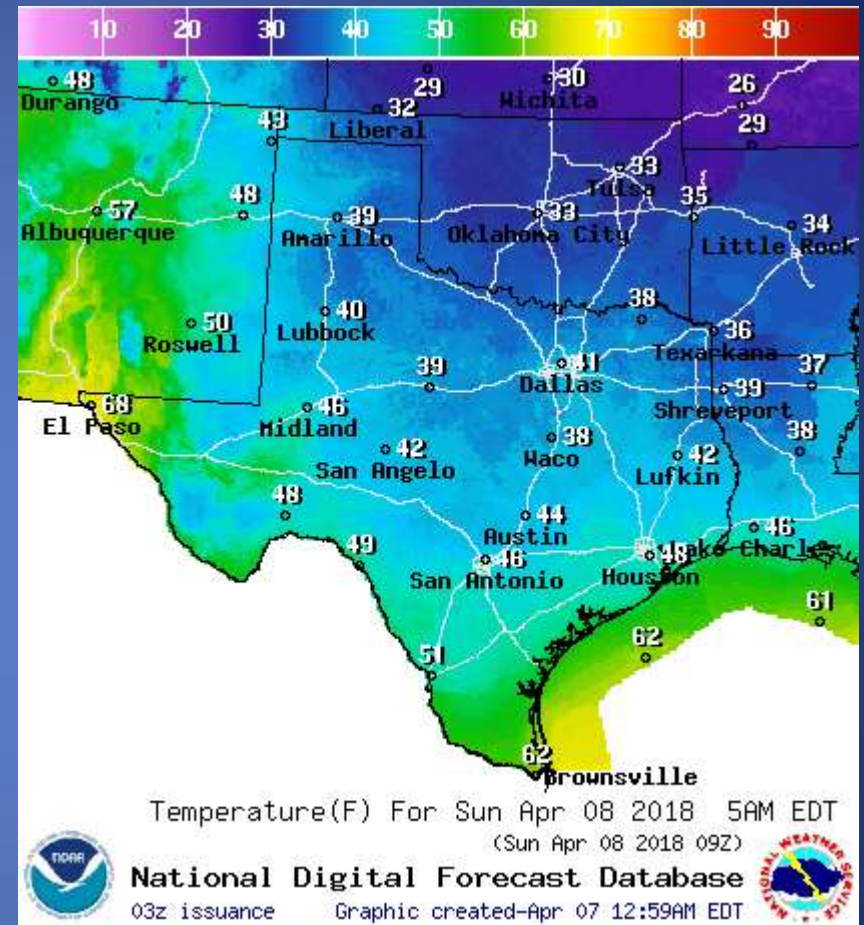 10 20 30 40 50 60 70 80 90
48 29 30 26
Durango Wichita
32
Liberal
43 29
33
Tulsa
57 48 39 33 35 34
Albuquerque Amarillo Oklahoma City Little Rock
50 40 38 36
Roswell Lubbock Texarkana
39 41 37
Dallas
39
68 46 Shreveport
El Paso Midland
42 38 42 38
San Angelo Waco Lufkin
48 44 46
Austin
49 46 48 Lake Charles
San Antonio Houston
61
62
51
62
Brownsville
Temperature(F) For Sun Apr 08 2018 5AM EDT
(Sun Apr 08 2018 09Z)
NOAA
NATIONAL WEATHER SERVICE
National Digital Forecast Database
03z issuance Graphic created-Apr 07 12:59AM EDT